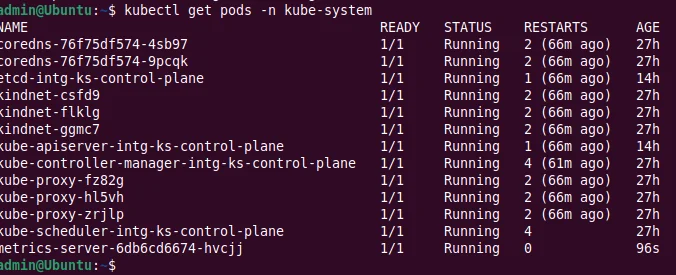 admin@Ubuntu:~$ kubectl get pods -n kube-system
NAME READY STATUS RESTARTS AGE
coredns-76f75df574-4sb97 1/1 Running 2 (66m ago) 27h
coredns-76f75df574-9pcqk 1/1 Running 2 (66m ago) 27h
etcd-intg-ks-control-plane 1/1 Running 1 (66m ago) 14h
kindnet-csfd9 1/1 Running 2 (66m ago) 27h
kindnet-flklg 1/1 Running 2 (66m ago) 27h
kindnet-ggmc7 1/1 Running 2 (66m ago) 27h
kube-apiserver-intg-ks-control-plane 1/1 Running 1 (66m ago) 14h
kube-controller-manager-intg-ks-control-plane 1/1 Running 4 (61m ago) 27h
kube-proxy-fz82g 1/1 Running 2 (66m ago) 27h
kube-proxy-hl5vh 1/1 Running 2 (66m ago) 27h
kube-proxy-zrjlp 1/1 Running 2 (66m ago) 27h
kube-scheduler-intg-ks-control-plane 1/1 Running 4 27h
metrics-server-6db6cd6674-hvcjj 1/1 Running 0 96s
admin@Ubuntu:~$